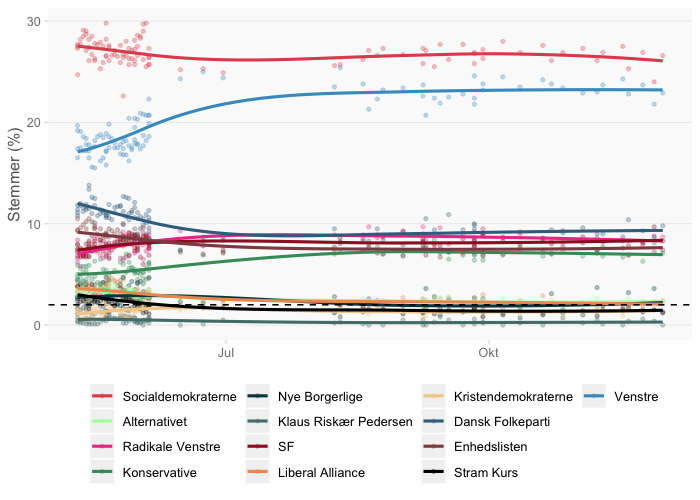 30
20
10
0
Stemmer (%)
Jul
Okt
Socialdemokraterne
Nye Borgerlige
Kristendemokraterne
Venstre
Alternativet
Klaus Riskær Pedersen
Dansk Folkeparti
Radikale Venstre
SF
Enhedslisten
Konservative
Liberal Alliance
Stram Kurs